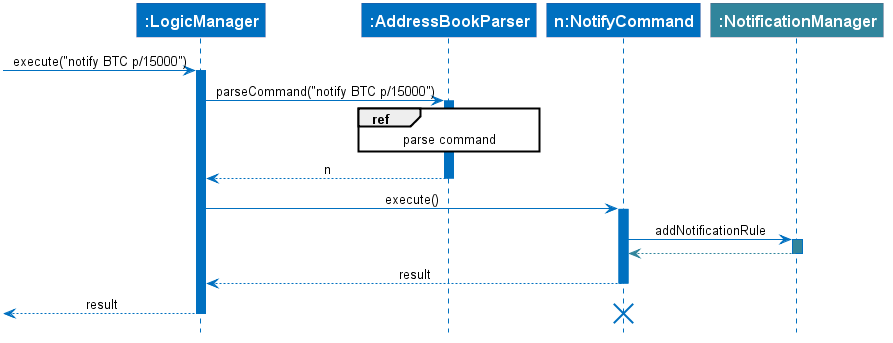 :LogicManager
:AddressBookParser
n:NotifyCommand
:NotificationManager
execute("notify BTC p/15000")
parseCommand("notify BTC p/15000")
ref
parse command
n
execute()
addNotificationRule
result
result